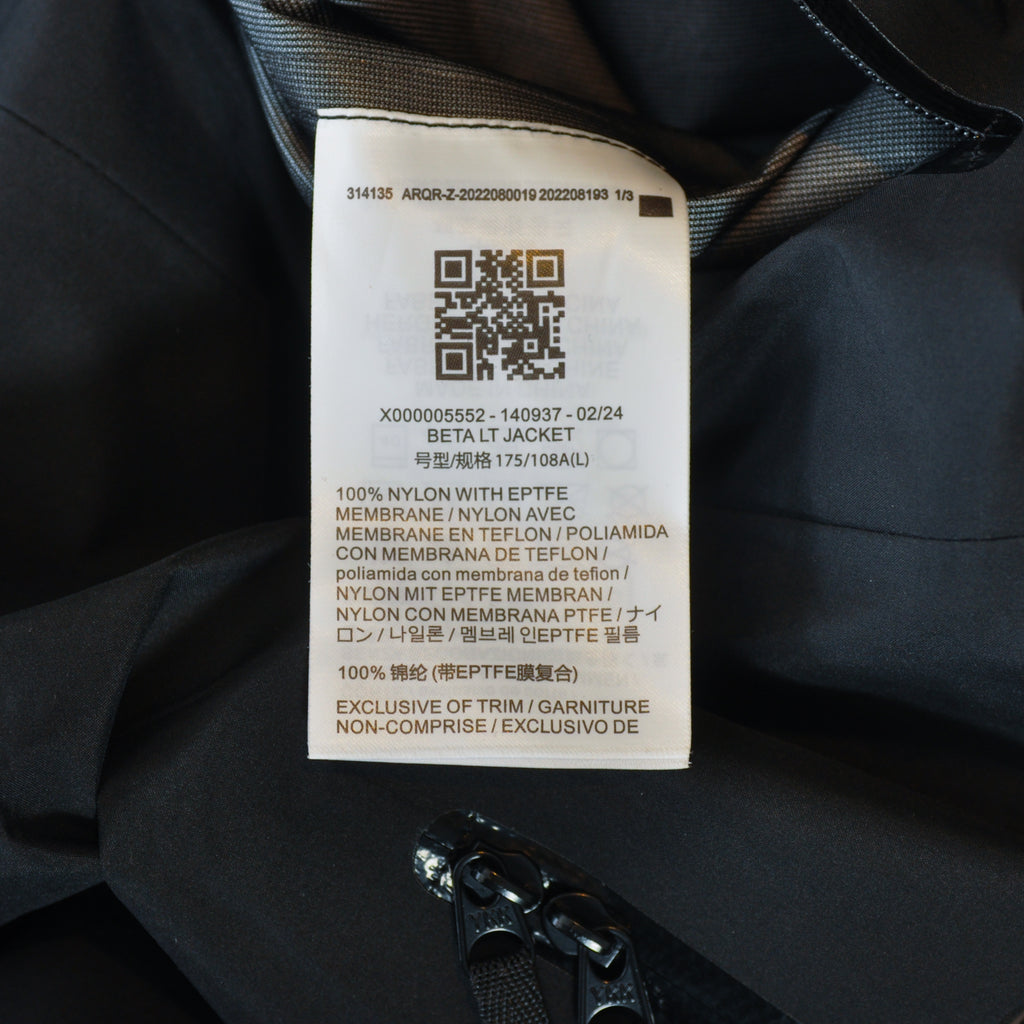 314135 ARQR-Z-2022080019 202208193 1/3
X000005552 - 140937 - 02/24
BETA LT JACKET
号型/规格 175/108A(L)
100% NYLON WITH EPTFE
MEMBRANE / NYLON AVEC
MEMBRANE EN TEFLON / POLIAMIDA
CON MEMBRANA DE TEFLON /
poliamida con membrana de tefion /
NYLON MIT EPTFE MEMBRAN /
NYLON CON MEMBRANA PTFE / ナイ
ロン / 나일론 / 멤브레 인EPTFE 필름
100% 锦纶 (带EPTFE膜复合)
EXCLUSIVE OF TRIM / GARNITURE
NON-COMPRISE / EXCLUSIVO DE
YKK
YKK